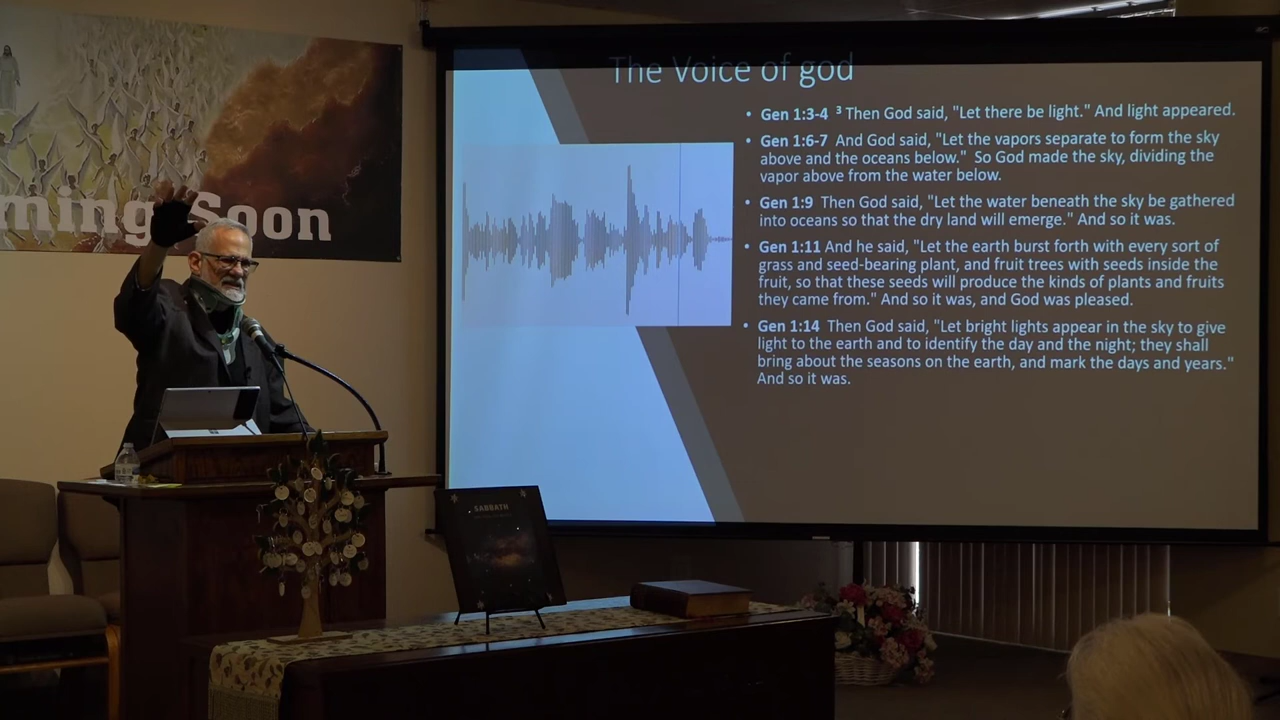 ming Soon
The Voice of god
• Gen 1:3-4 ³ Then God said, "Let there be light." And light appeared.
• Gen 1:6-7 And God said, "Let the vapors separate to form the sky
above and the oceans below." So God made the sky, dividing the
vapor above from the water below.
• Gen 1:9 Then God said, "Let the water beneath the sky be gathered
into oceans so that the dry land will emerge." And so it was.
• Gen 1:11 And he said, "Let the earth burst forth with every sort of
grass and seed-bearing plant, and fruit trees with seeds inside the
fruit, so that these seeds will produce the kinds of plants and fruits
they came from." And so it was, and God was pleased.
• Gen 1:14 Then God said, "Let bright lights appear in the sky to give
light to the earth and to identify the day and the night; they shall
bring about the seasons on the earth, and mark the days and years."
And so it was.
SABBATH